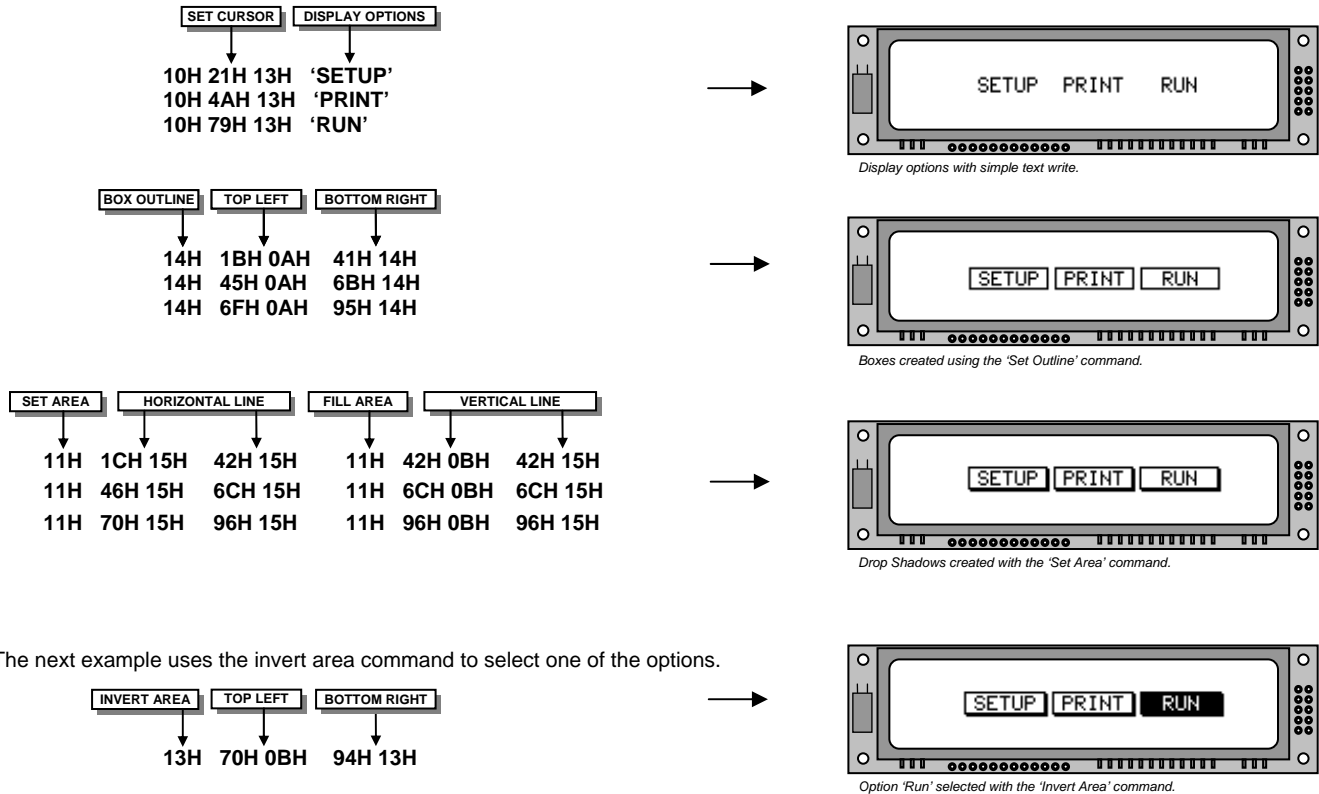 SET CURSOR DISPLAY OPTIONS
10H 21H 13H ‘SETUP’
10H 4AH 13H ‘PRINT’
10H 79H 13H ‘RUN’
SETUP PRINT RUN
Display options with simple text write.
BOX OUTLINE TOP LEFT BOTTOM RIGHT
14H 1BH 0AH 41H 14H
14H 45H 0AH 6BH 14H
14H 6FH 0AH 95H 14H
SETUP PRINT RUN
Boxes created using the ‘Set Outline’ command.
SET AREA HORIZONTAL LINE FILL AREA VERTICAL LINE
11H 1CH 15H 42H 15H 11H 42H 0BH 42H 15H
11H 46H 15H 6CH 15H 11H 6CH 0BH 6CH 15H
11H 70H 15H 96H 15H 11H 96H 0BH 96H 15H
SETUP PRINT RUN
Drop Shadows created with the ‘Set Area’ command.
The next example uses the invert area command to select one of the options.
INVERT AREA TOP LEFT BOTTOM RIGHT
13H 70H 0BH 94H 13H
SETUP PRINT RUN
Option ‘Run’ selected with the ‘Invert Area’ command.